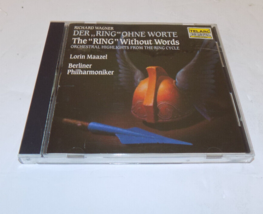 RICHARD WAGNER
DER „RING" OHNE WORTE
The "RING" Without Words
ORCHESTRAL HIGHLIGHTS FROM THE RING CYCLE
Lorin Maazel
Berliner
Philharmoniker
TELARC